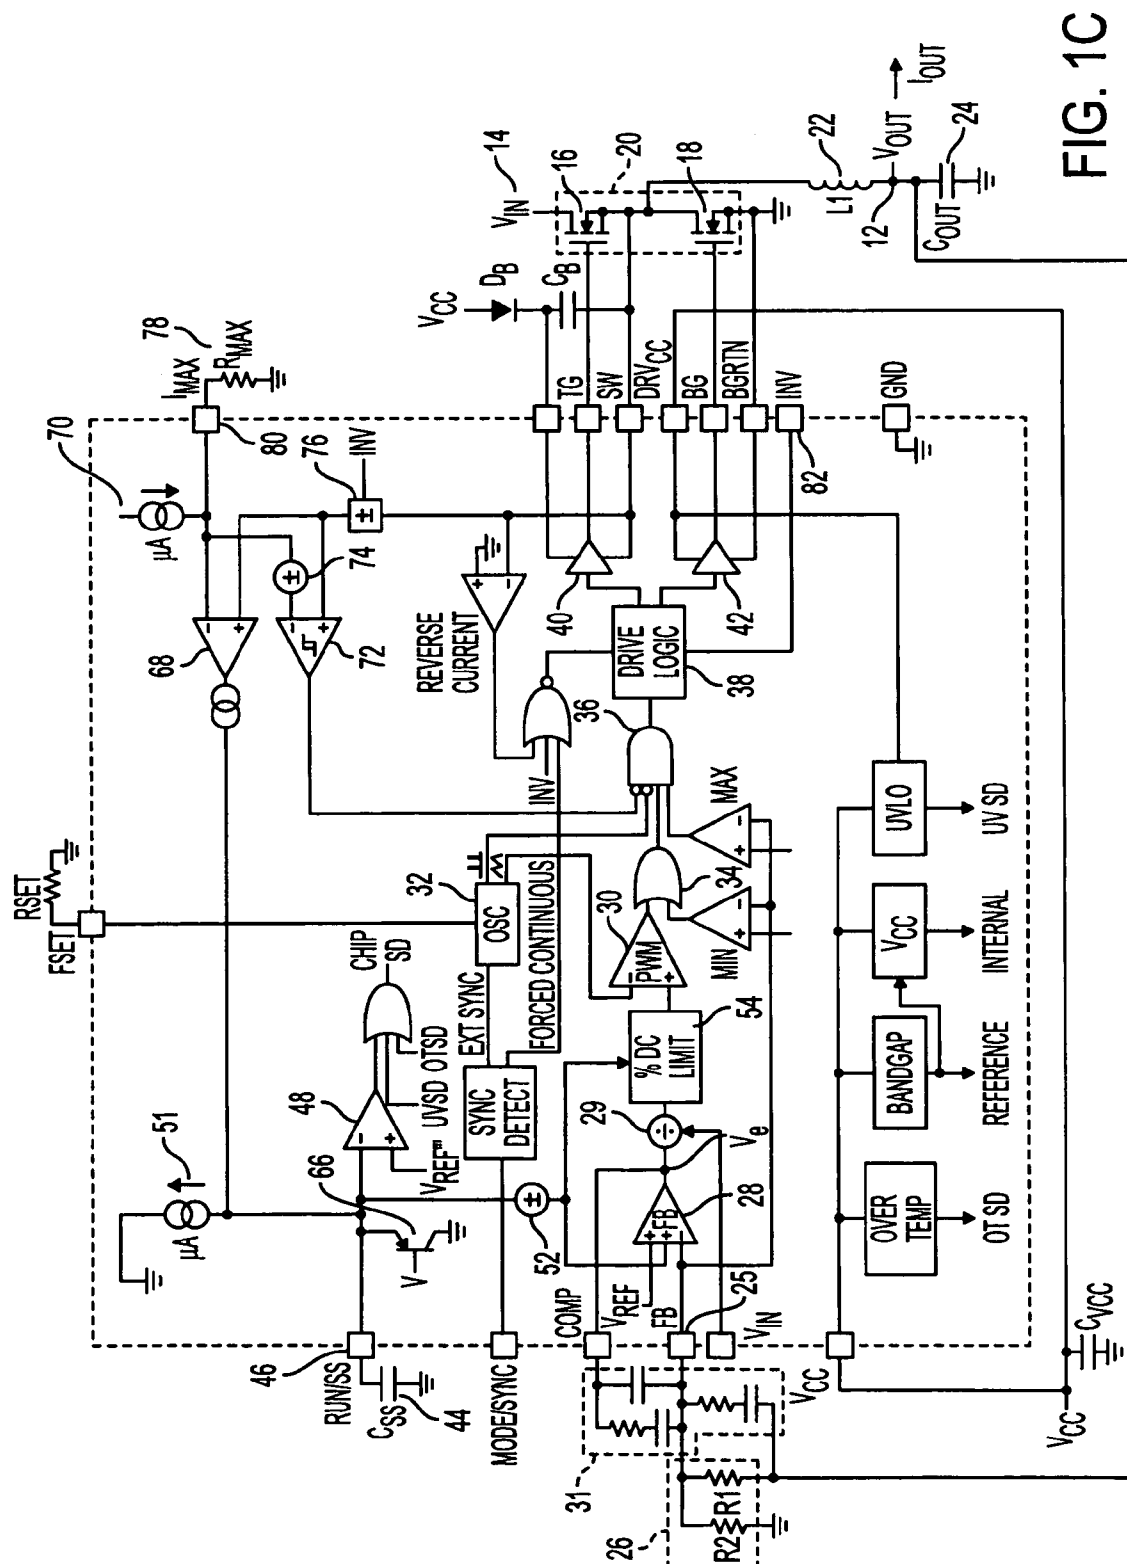 FIG. 1C
FSET
RSET
70
µA
80
I_MAX
78
R_MAX
51
µA
68
74
76
INV
72
CHIP
SD
48
UVSD
OTSD
V_REF'''
66
V
46
RUN/SS
C_SS
44
MODE/SYNC
SYNC
DETECT
EXT SYNC
FORCED CONTINUOUS
32
OSC
REVERSE
CURRENT
INV
52
COMP
V_REF
FB
25
V_IN
FB
28
V_e
29
% DC
LIMIT
54
PWM
30
34
MIN
MAX
36
DRIVE
LOGIC
38
40
42
V_CC
D_B
C_B
TG
SW
DRV_CC
BG
BGRTN
INV
82
GND
V_IN
14
16
20
18
22
L1
12
V_OUT
I_OUT
C_OUT
24
31
26
R2
R1
V_CC
V_CC
C_VCC
OVER
TEMP
OT SD
BANDGAP
REFERENCE
V_CC
INTERNAL
UVLO
UV SD